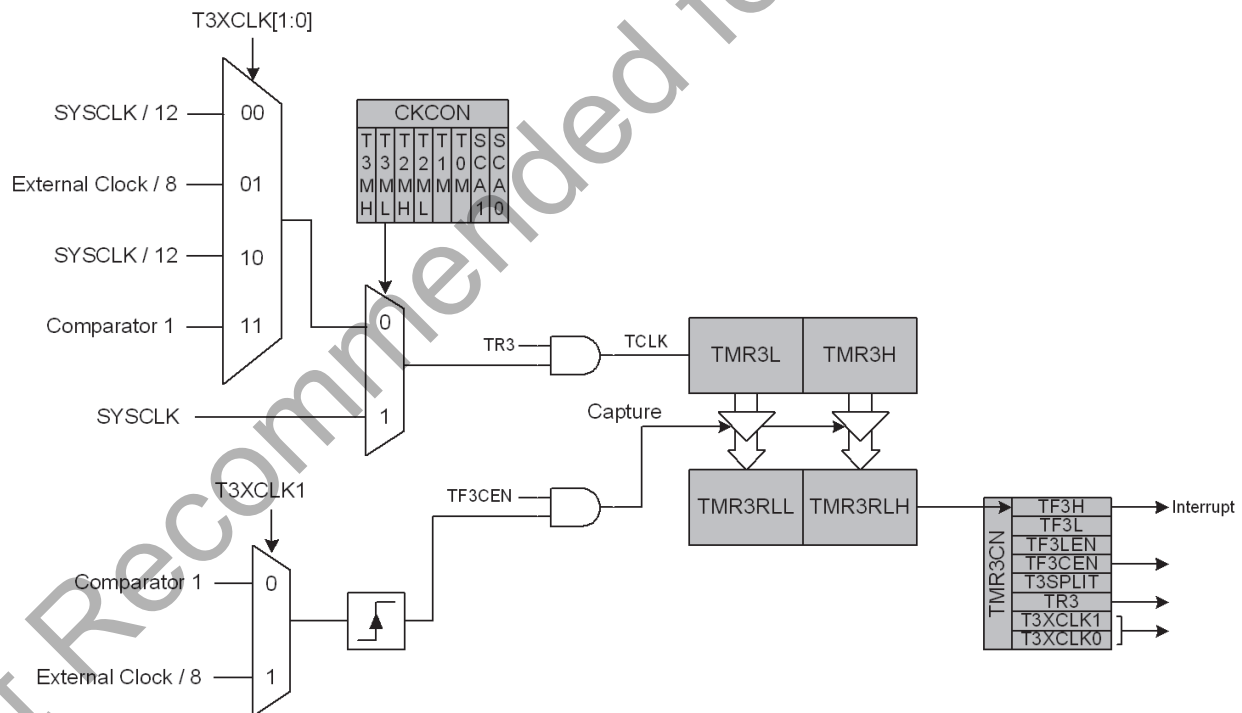 T3XCLK[1:0]
SYSCLK / 12
00
External Clock / 8
01
SYSCLK / 12
10
Comparator 1
11
SYSCLK
CKCON
T3MH
T3ML
T2MH
T2ML
T1M
T0M
SCA1
SCA0
0
1
TR3
TCLK
TMR3L
TMR3H
Capture
TMR3RLL
TMR3RLH
T3XCLK1
Comparator 1
0
External Clock / 8
1
TF3CEN
TMR3CN
TF3H
TF3L
TF3LEN
TF3CEN
T3SPLIT
TR3
T3XCLK1
T3XCLK0
Interrupt
Recommended